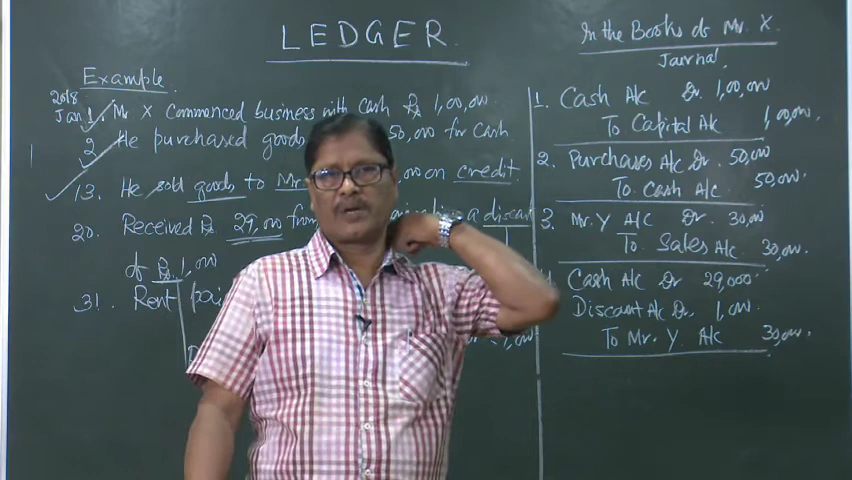 LEDGER
Example
2018
Jan 1. Mr X Commenced business with cash Rs 1,00,000.
2 He purchased goods 50,000 for cash
13. He sold goods to Mr on credit.
20. Received Rs. 29,000 from a discount
of Rs. 1,000
31. Rent paid
1,000
In the Books of Mr. X.
Journal
1. Cash A/c Dr. 1,00,000
To Capital A/c 1,00,000.
2. Purchases A/c Dr. 50,000
To Cash A/c 50,000.
3. Mr. Y A/c Dr. 30,000
To Sales A/c 30,000.
Cash A/c Dr 29,000
Discount A/c Dr. 1,000
To Mr. Y A/c 30,000.